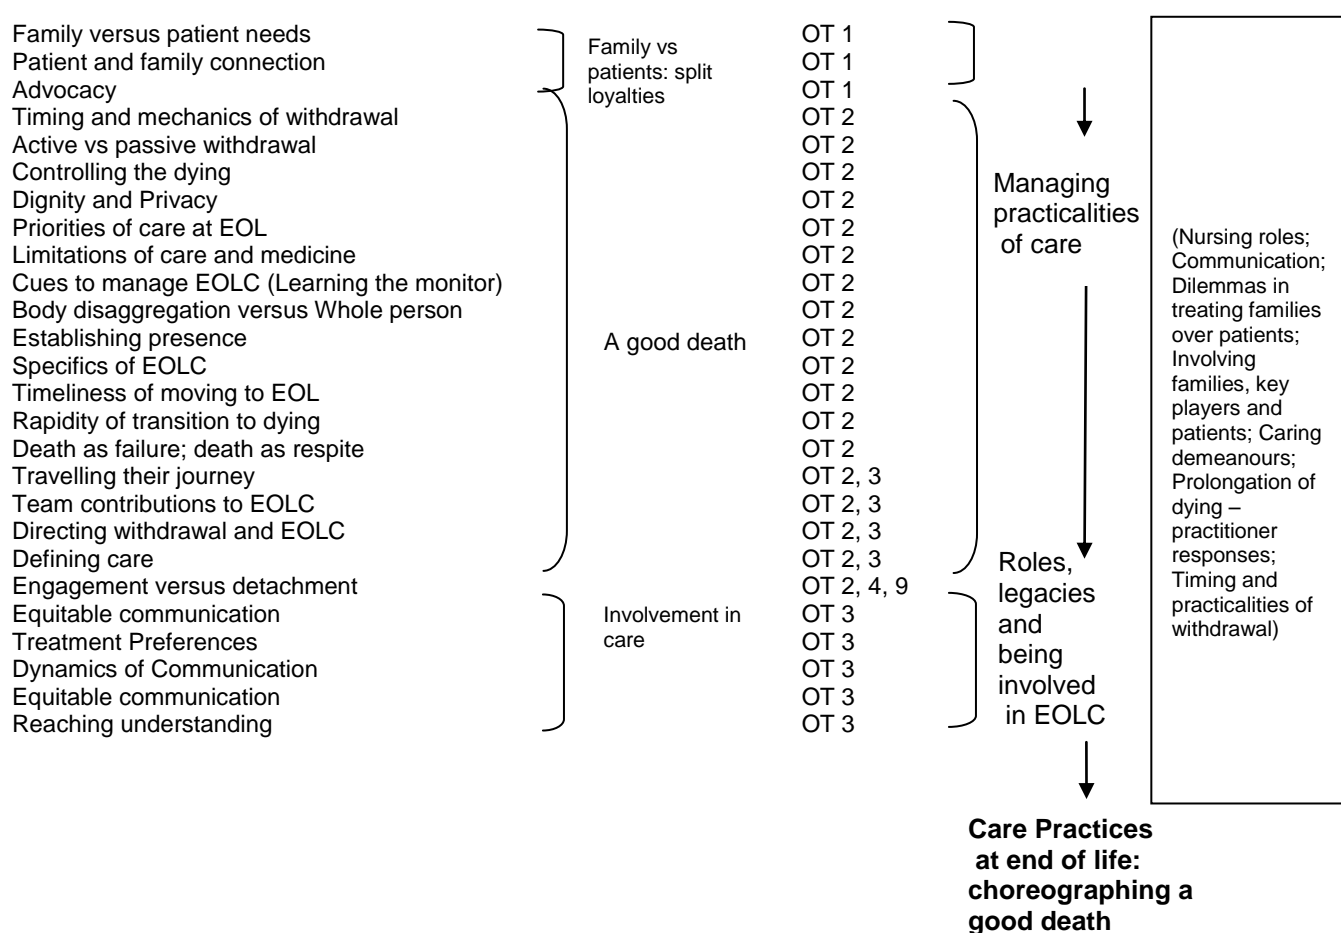 Family versus patient needs
Patient and family connection
Advocacy
Timing and mechanics of withdrawal
Active vs passive withdrawal
Controlling the dying
Dignity and Privacy
Priorities of care at EOL
Limitations of care and medicine
Cues to manage EOLC (Learning the monitor)
Body disaggregation versus Whole person
Establishing presence
Specifics of EOLC
Timeliness of moving to EOL
Rapidity of transition to dying
Death as failure; death as respite
Travelling their journey
Team contributions to EOLC
Directing withdrawal and EOLC
Defining care
Engagement versus detachment
Equitable communication
Treatment Preferences
Dynamics of Communication
Equitable communication
Reaching understanding
Family vs
patients: split
loyalties
A good death
Involvement in
care
OT 1
OT 1
OT 1
OT 2
OT 2
OT 2
OT 2
OT 2
OT 2
OT 2
OT 2
OT 2
OT 2
OT 2
OT 2
OT 2
OT 2, 3
OT 2, 3
OT 2, 3
OT 2, 3
OT 2, 4, 9
OT 3
OT 3
OT 3
OT 3
OT 3
Managing
practicalities
of care
Roles,
legacies
and
being
involved
in EOLC
Care Practices
at end of life:
choreographing a
good death
(Nursing roles;
Communication;
Dilemmas in
treating families
over patients;
Involving
families, key
players and
patients; Caring
demeanours;
Prolongation of
dying –
practitioner
responses;
Timing and
practicalities of
withdrawal)